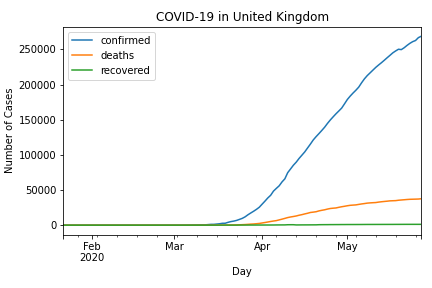 COVID-19 in United Kingdom
confirmed
deaths
recovered
Number of Cases
250000
200000
150000
100000
50000
0
Feb
2020
Mar
Apr
May
Day